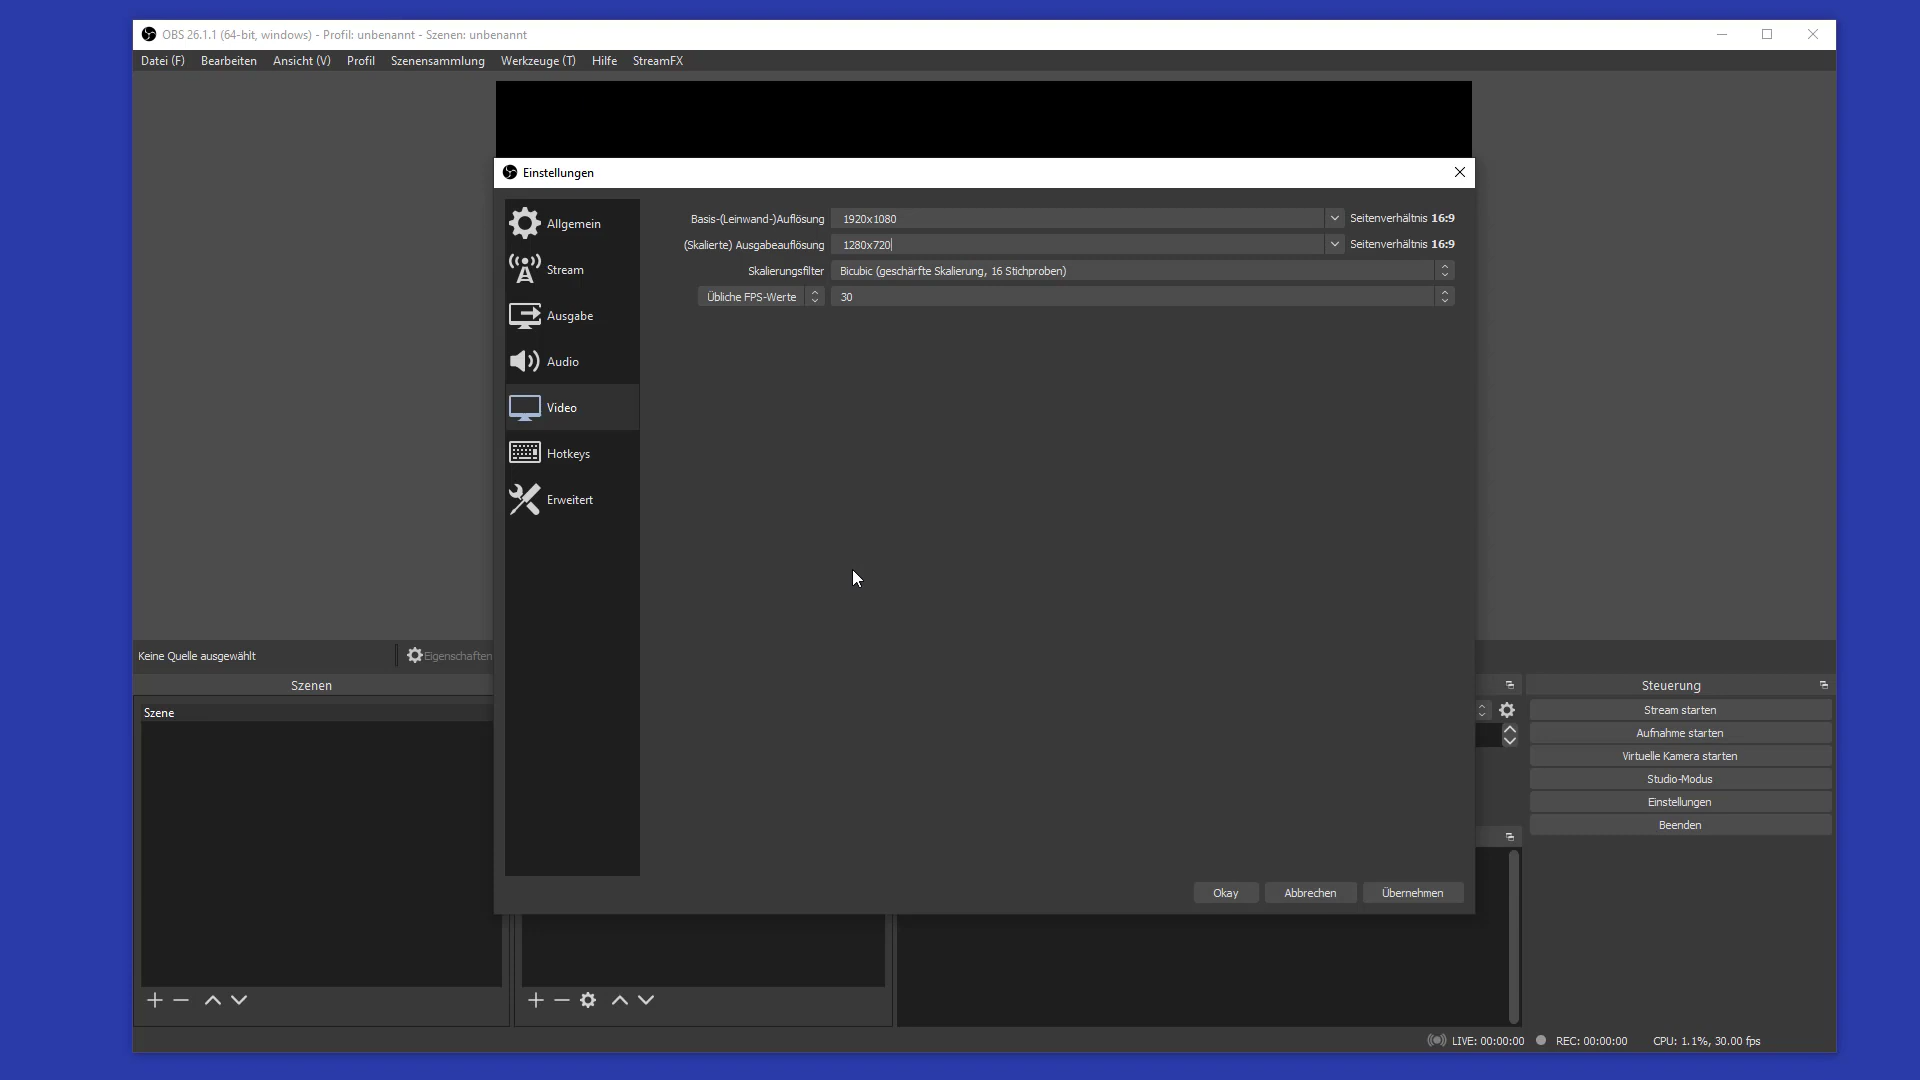 OBS 26.1.1 (64-bit, windows) - Profil: unbenannt - Szenen: unbenannt
Datei (F) Bearbeiten Ansicht (V) Profil Szenensammlung Werkzeuge (T) Hilfe StreamFX
Einstellungen
Allgemein
Stream
Ausgabe
Audio
Video
Hotkeys
Erweitert
Basis-(Leinwand-)Auflösung 1920x1080 Seitenverhältnis 16:9
(Skalierte) Ausgabeauflösung 1280x720 Seitenverhältnis 16:9
Skalierungsfilter Bicubic (geschärfte Skalierung, 16 Stichproben)
Übliche FPS-Werte 30
Okay Abbrechen Übernehmen
Keine Quelle ausgewählt Eigenschaften
Szenen
Szene
Steuerung
Stream starten
Aufnahme starten
Virtuelle Kamera starten
Studio-Modus
Einstellungen
Beenden
LIVE: 00:00:00 REC: 00:00:00 CPU: 1.1%, 30.00 fps